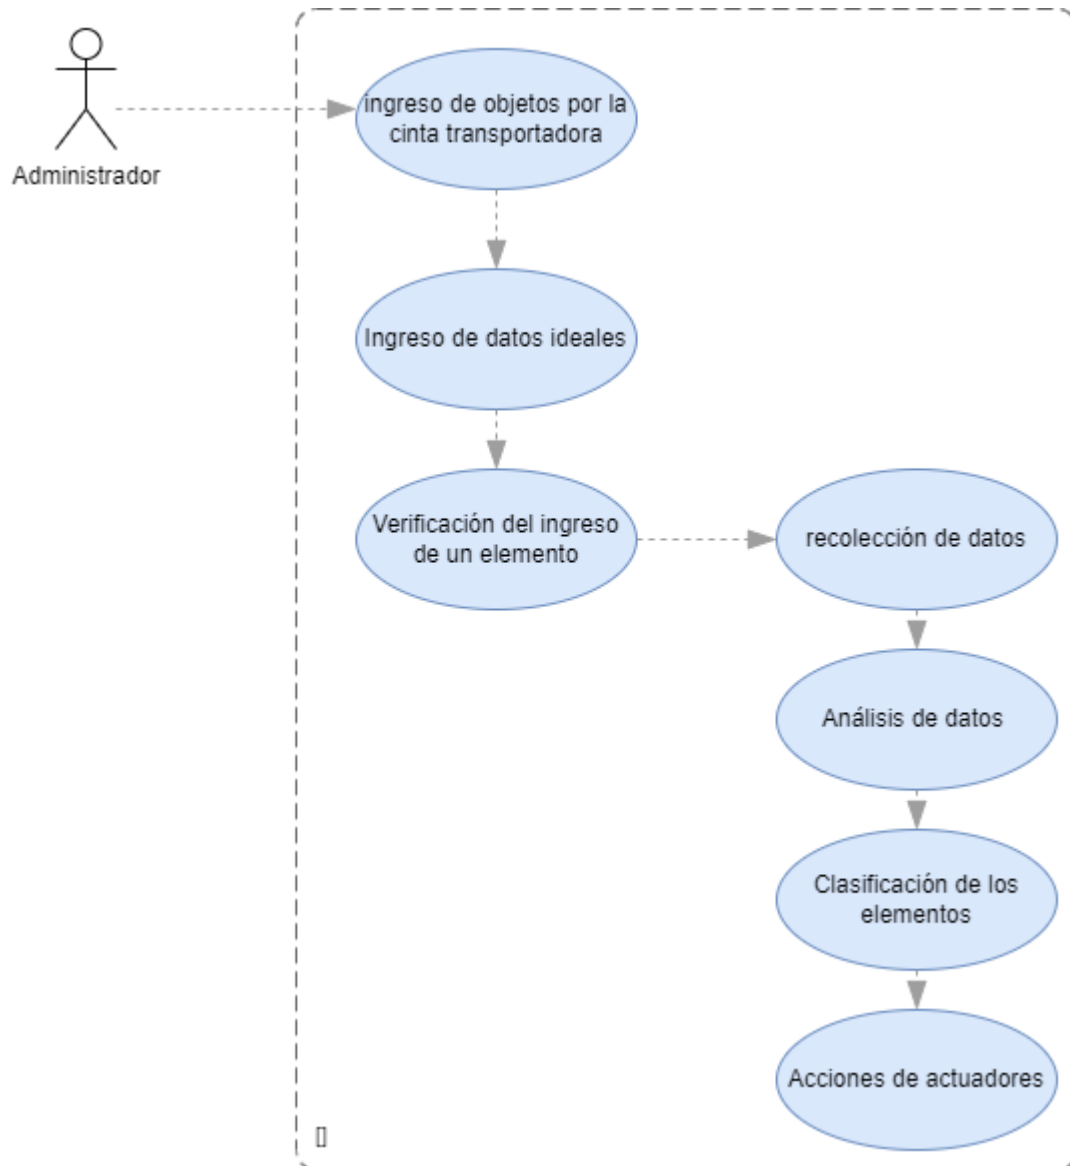 Administrador
ingreso de objetos por la
cinta transportadora
Ingreso de datos ideales
Verificación del ingreso
de un elemento
recolección de datos
Análisis de datos
Clasificación de los
elementos
Acciones de actuadores
[]